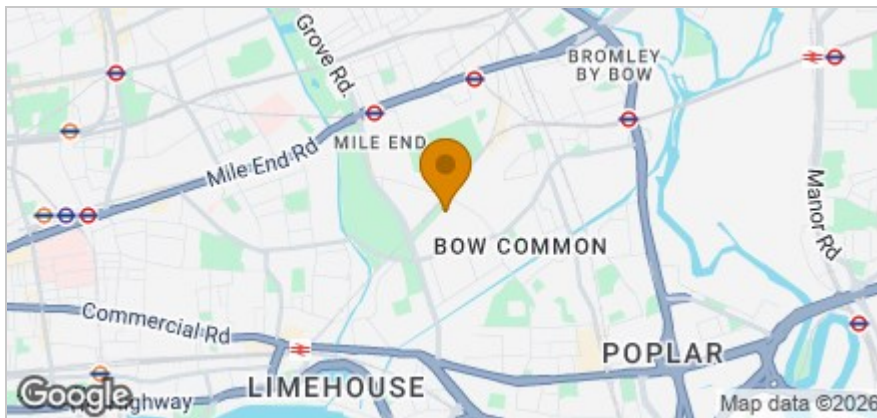 Grove Rd.
BROMLEY
BY BOW
MILE END
Mile End Rd
Manor Rd
BOW COMMON
Commercial Rd
POPLAR
LIMEHOUSE
Google
Highway
Map data ©2026